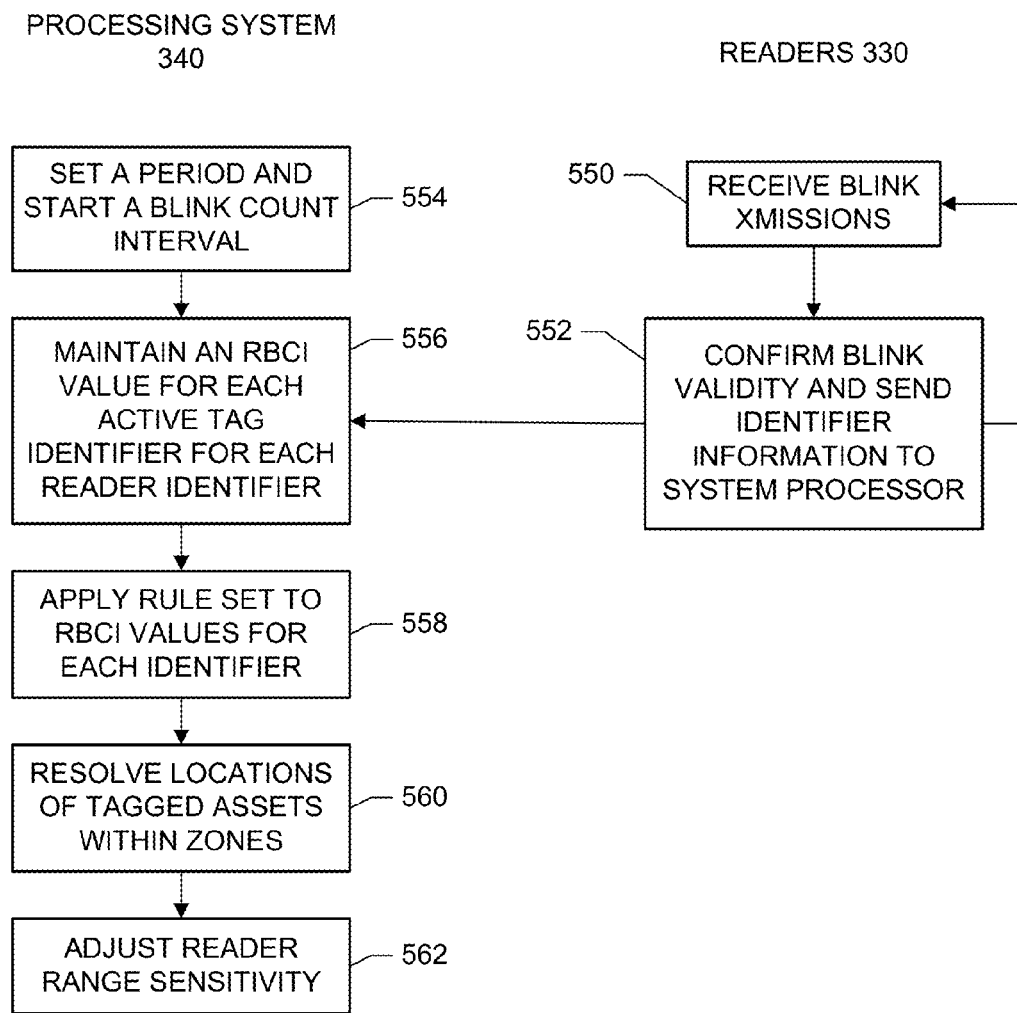 PROCESSING SYSTEM
340
READERS 330
SET A PERIOD AND
START A BLINK COUNT
INTERVAL
554
550
RECEIVE BLINK
XMISSIONS
MAINTAIN AN RBCI
VALUE FOR EACH
ACTIVE TAG
IDENTIFIER FOR EACH
READER IDENTIFIER
556
552
CONFIRM BLINK
VALIDITY AND SEND
IDENTIFIER
INFORMATION TO
SYSTEM PROCESSOR
APPLY RULE SET TO
RBCI VALUES FOR
EACH IDENTIFIER
558
RESOLVE LOCATIONS
OF TAGGED ASSETS
WITHIN ZONES
560
ADJUST READER
RANGE SENSITIVITY
562